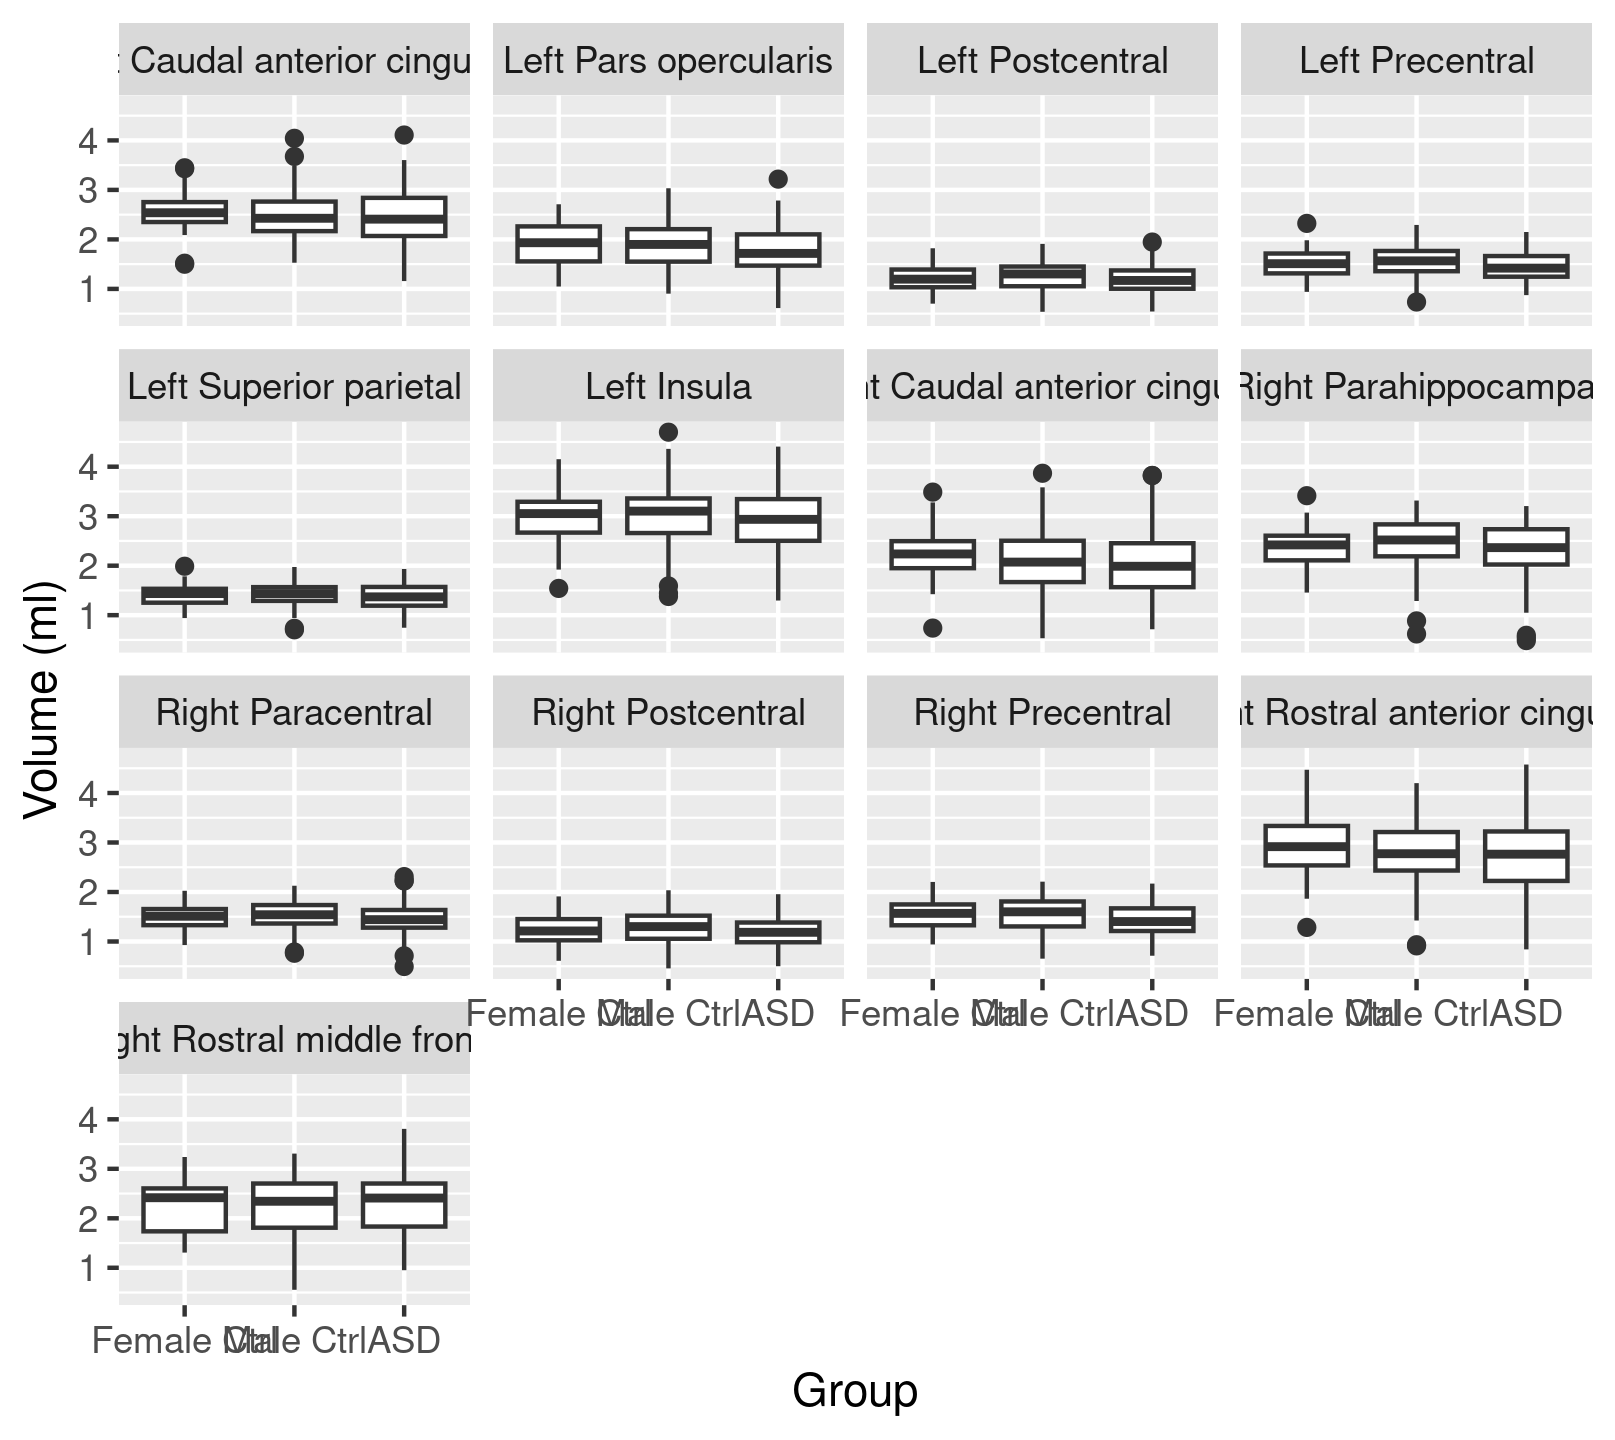 Caudal anterior cingu
Left Pars opercularis
Left Postcentral
Left Precentral
4
3
2
1
Left Superior parietal
Left Insula
t Caudal anterior cingu
Right Parahippocampa
4
3
2
1
Right Paracentral
Right Postcentral
Right Precentral
t Rostral anterior cingu
4
3
2
1
Female Ctrl Male Ctrl ASD
Female Ctrl Male Ctrl ASD
Female Ctrl Male Ctrl ASD
ght Rostral middle fron
4
3
2
1
Female Ctrl Male Ctrl ASD
Volume (ml)
Group